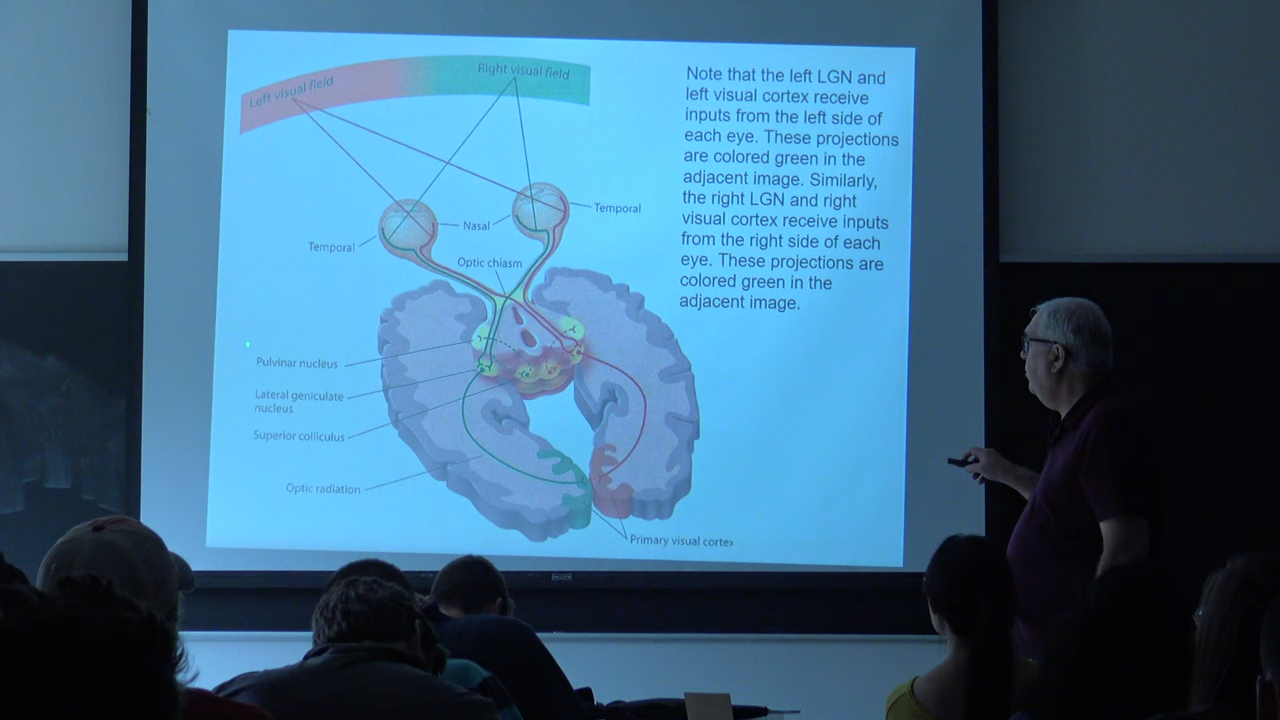 Left visual field
Right visual field
Temporal
Nasal
Temporal
Optic chiasm
Pulvinar nucleus
Lateral geniculate
nucleus
Superior colliculus
Optic radiation
Primary visual cortex
Note that the left LGN and
left visual cortex receive
inputs from the left side of
each eye. These projections
are colored green in the
adjacent image. Similarly,
the right LGN and right
visual cortex receive inputs
from the right side of each
eye. These projections are
colored green in the
adjacent image.